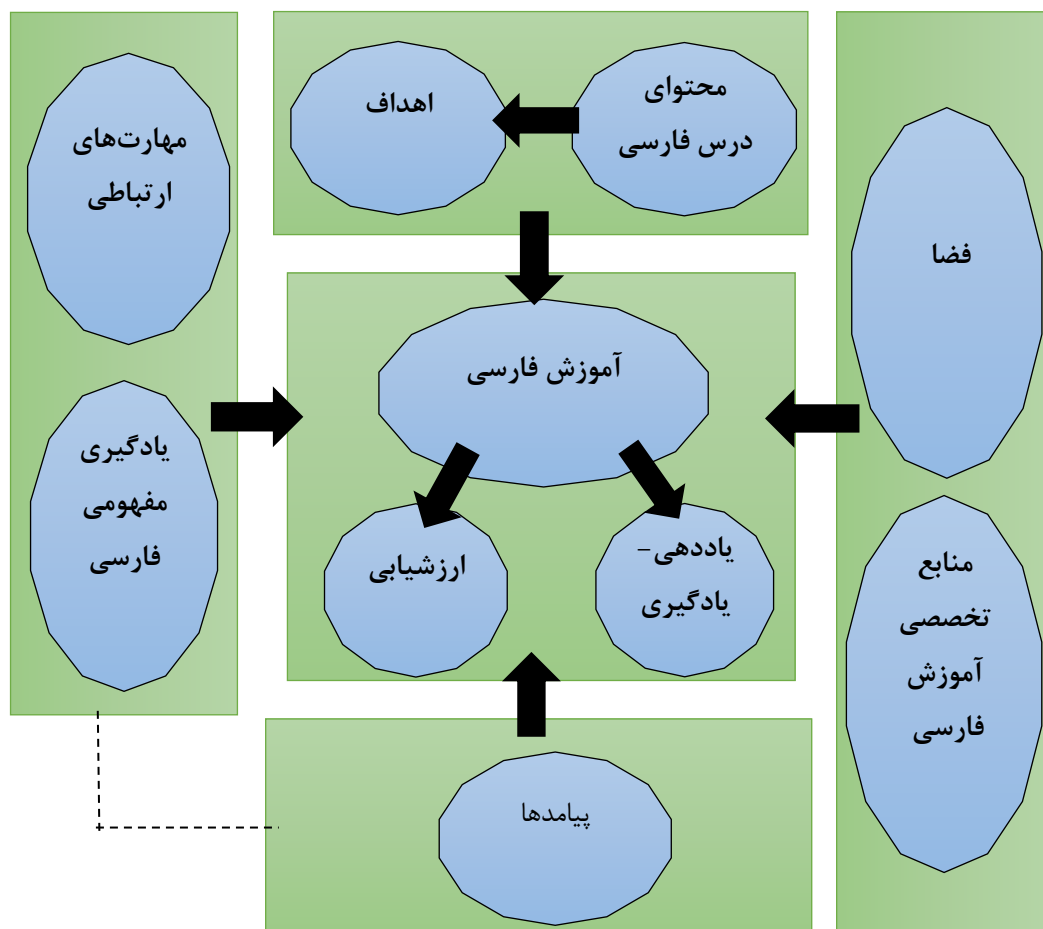 محتوای
درس فارسی
اهداف
مهارت‌های
ارتباطی
فضا
آموزش فارسی
یادگیری
مفهومی
فارسی
یاددهی–
یادگیری
ارزشیابی
منابع
تخصصی
آموزش
فارسی
پیامدها